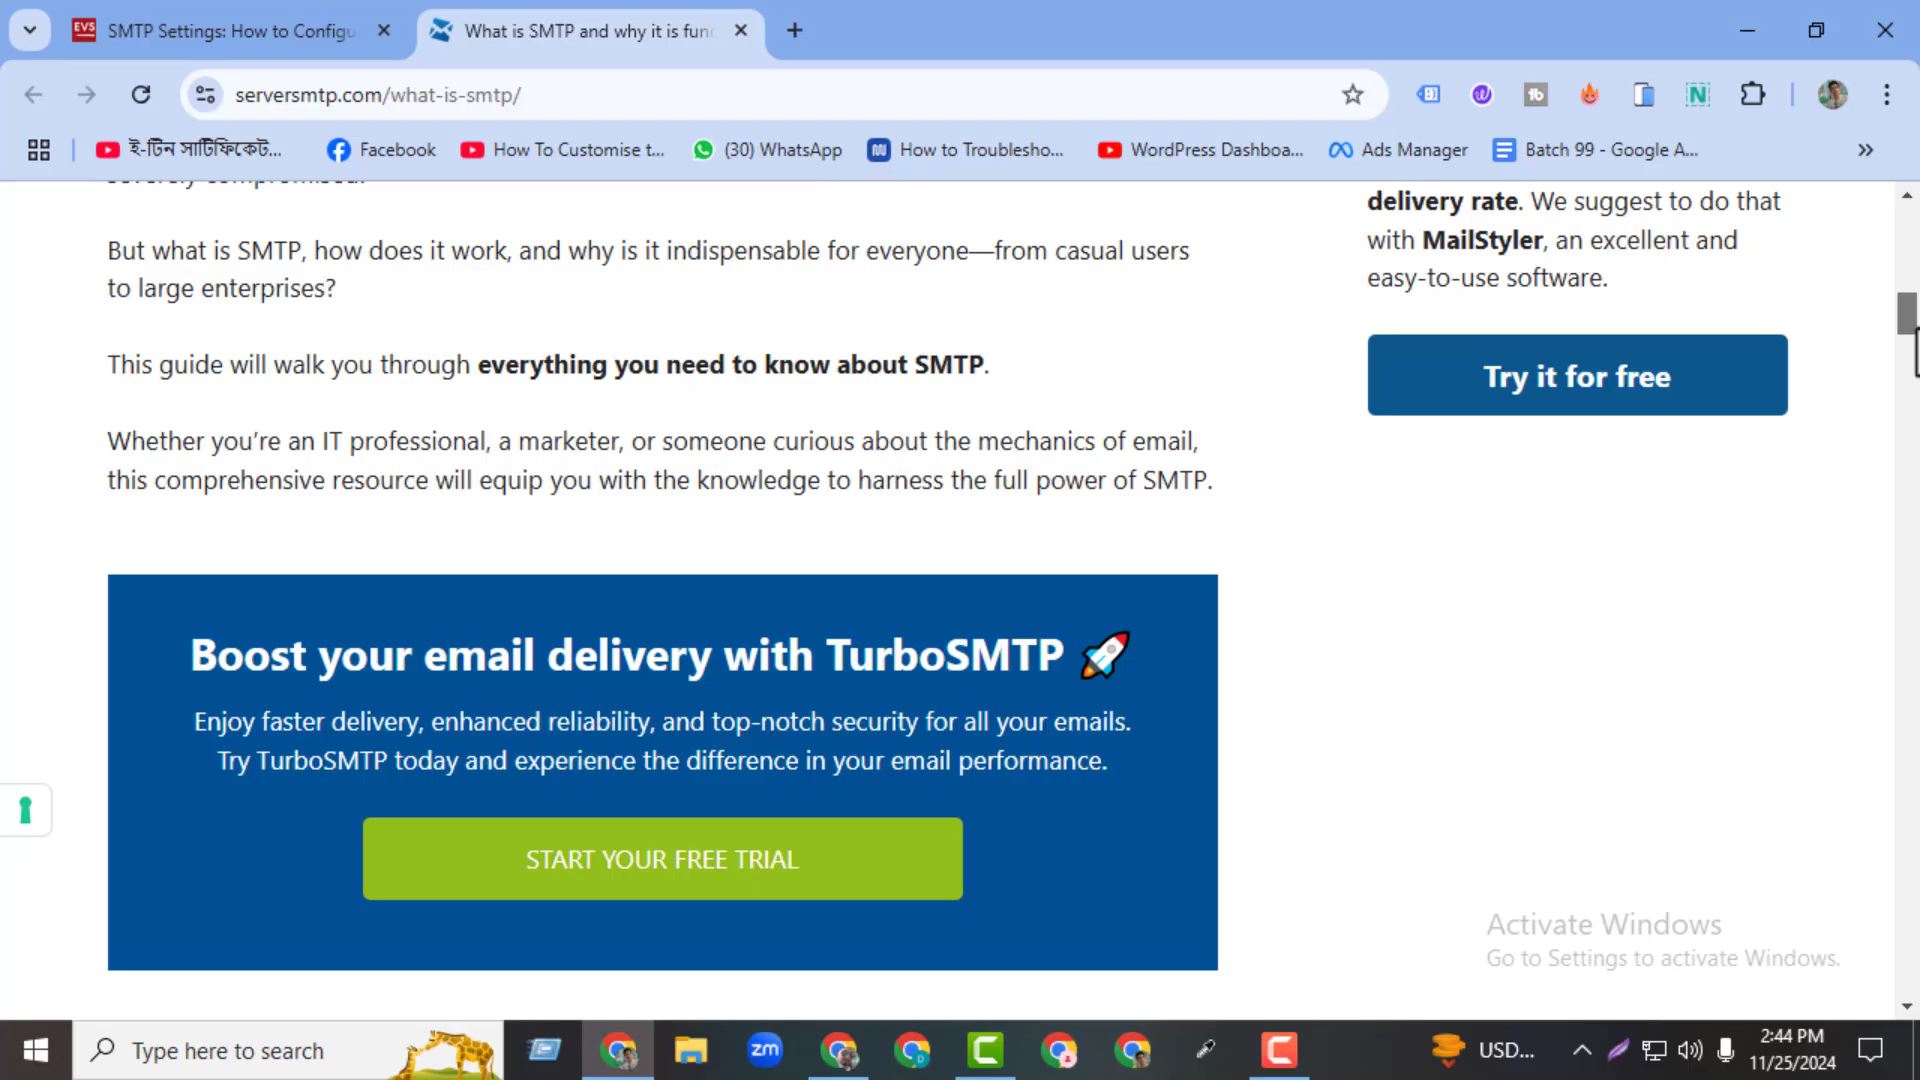 SMTP Settings: How to Configu
What is SMTP and why it is fun
serversmtp.com/what-is-smtp/
ই-টিন সার্টিফিকেট...
Facebook
How To Customise t...
(30) WhatsApp
How to Troublesho...
WordPress Dashboa...
Ads Manager
Batch 99 - Google A...
But what is SMTP, how does it work, and why is it indispensable for everyone—from casual users
to large enterprises?
This guide will walk you through everything you need to know about SMTP.
Whether you’re an IT professional, a marketer, or someone curious about the mechanics of email,
this comprehensive resource will equip you with the knowledge to harness the full power of SMTP.
delivery rate. We suggest to do that
with MailStyler, an excellent and
easy-to-use software.
Try it for free
Boost your email delivery with TurboSMTP 🚀
Enjoy faster delivery, enhanced reliability, and top-notch security for all your emails.
Try TurboSMTP today and experience the difference in your email performance.
START YOUR FREE TRIAL
Activate Windows
Go to Settings to activate Windows.
Type here to search
zm
USD...
2:44 PM
11/25/2024